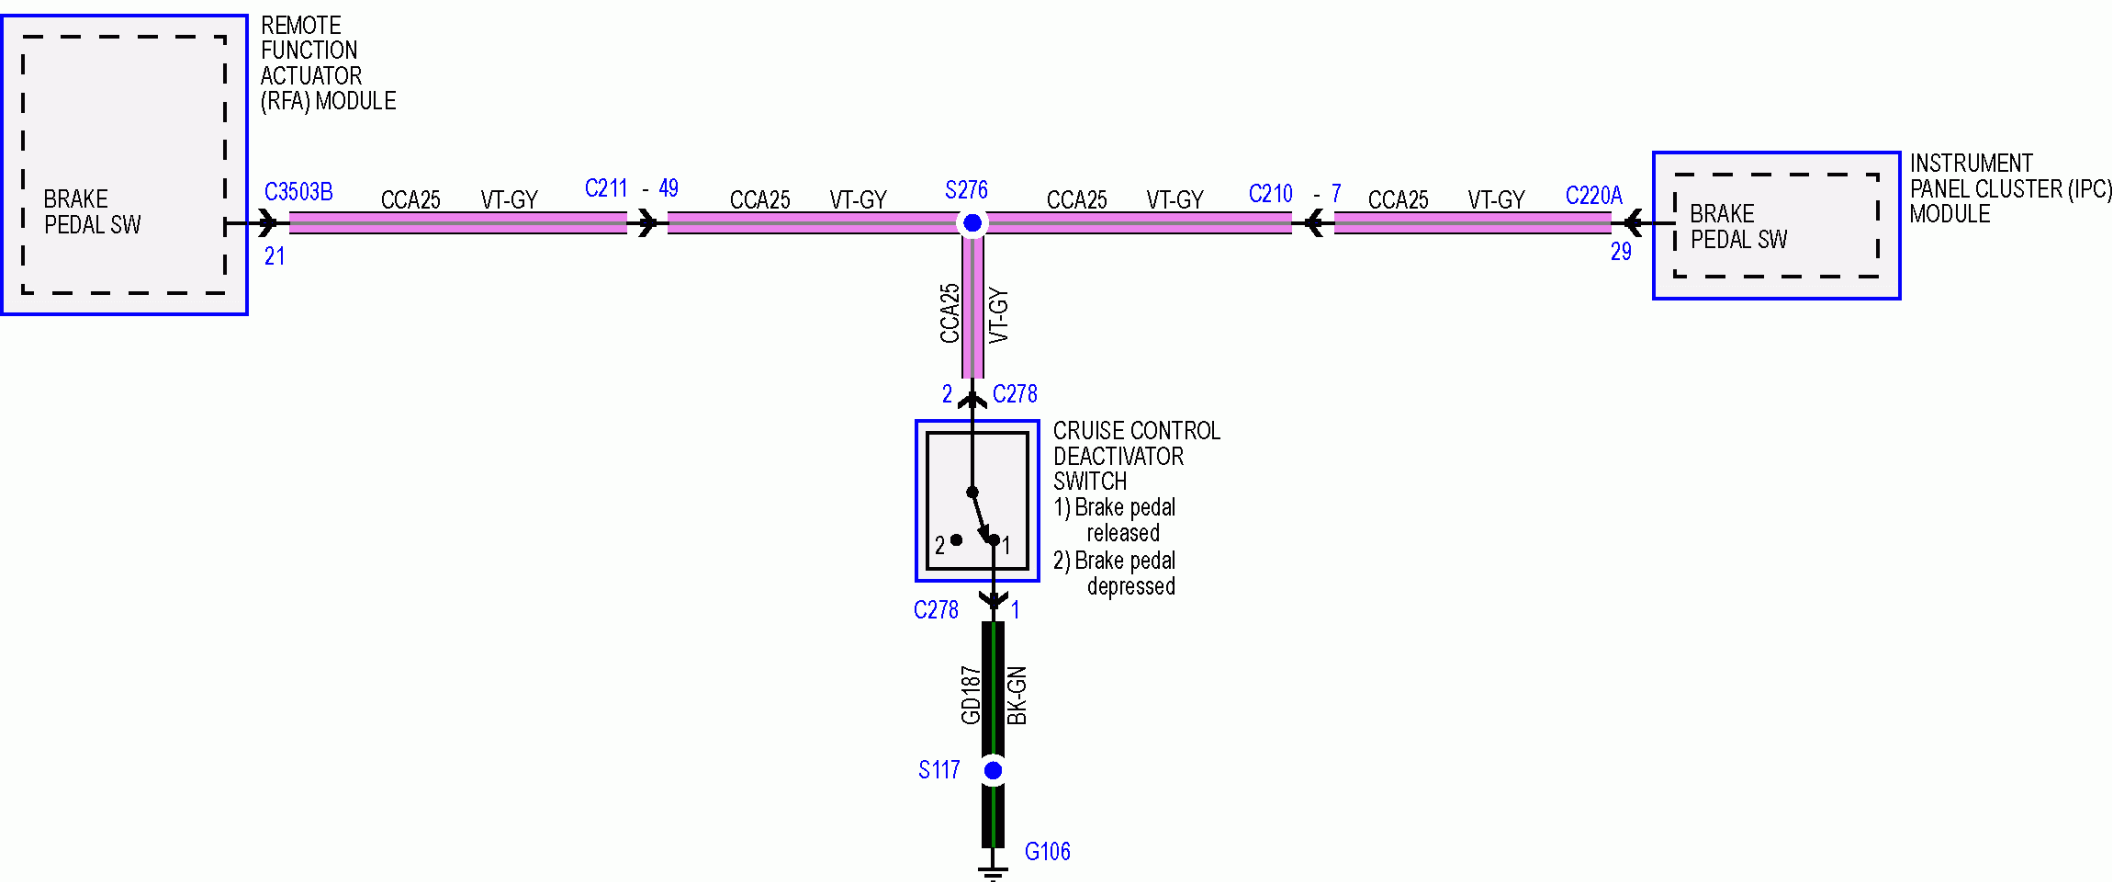 REMOTE
FUNCTION
ACTUATOR
(RFA) MODULE
BRAKE
PEDAL SW
C3503B
21
CCA25 VT-GY
C211 - 49
CCA25 VT-GY
S276
CCA25 VT-GY
C210 - 7
CCA25 VT-GY
C220A
29
BRAKE
PEDAL SW
INSTRUMENT
PANEL CLUSTER (IPC)
MODULE
CCA25
VT-GY
2 C278
CRUISE CONTROL
DEACTIVATOR
SWITCH
1) Brake pedal
released
2) Brake pedal
depressed
2 1
C278 1
GD187
BK-GN
S117
G106